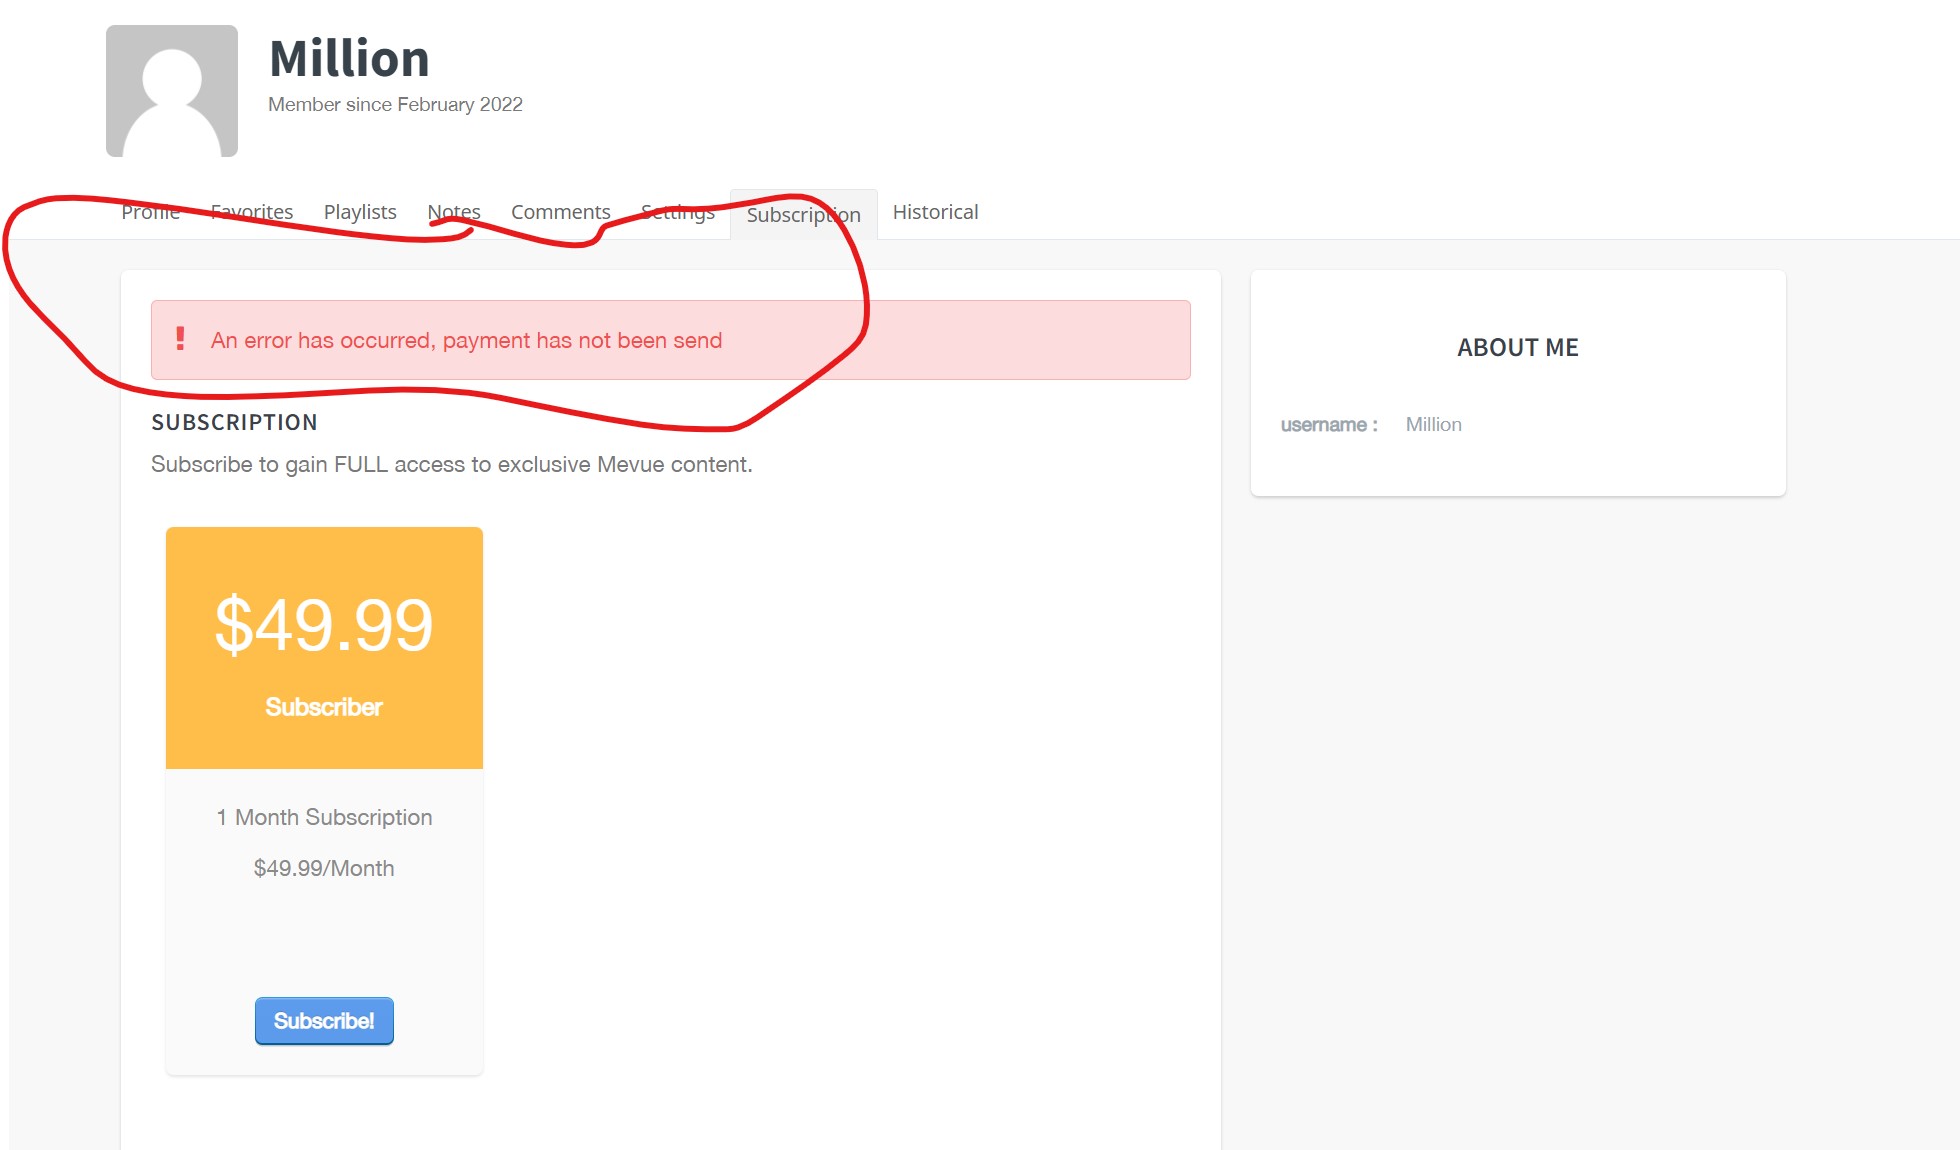 Million
Member since February 2022
Profile Favorites Playlists Notes Comments Settings Subscription Historical
An error has occurred, payment has not been send
SUBSCRIPTION
Subscribe to gain FULL access to exclusive Mevue content.
$49.99
Subscriber
1 Month Subscription
$49.99/Month
Subscribe!
ABOUT ME
username : Million